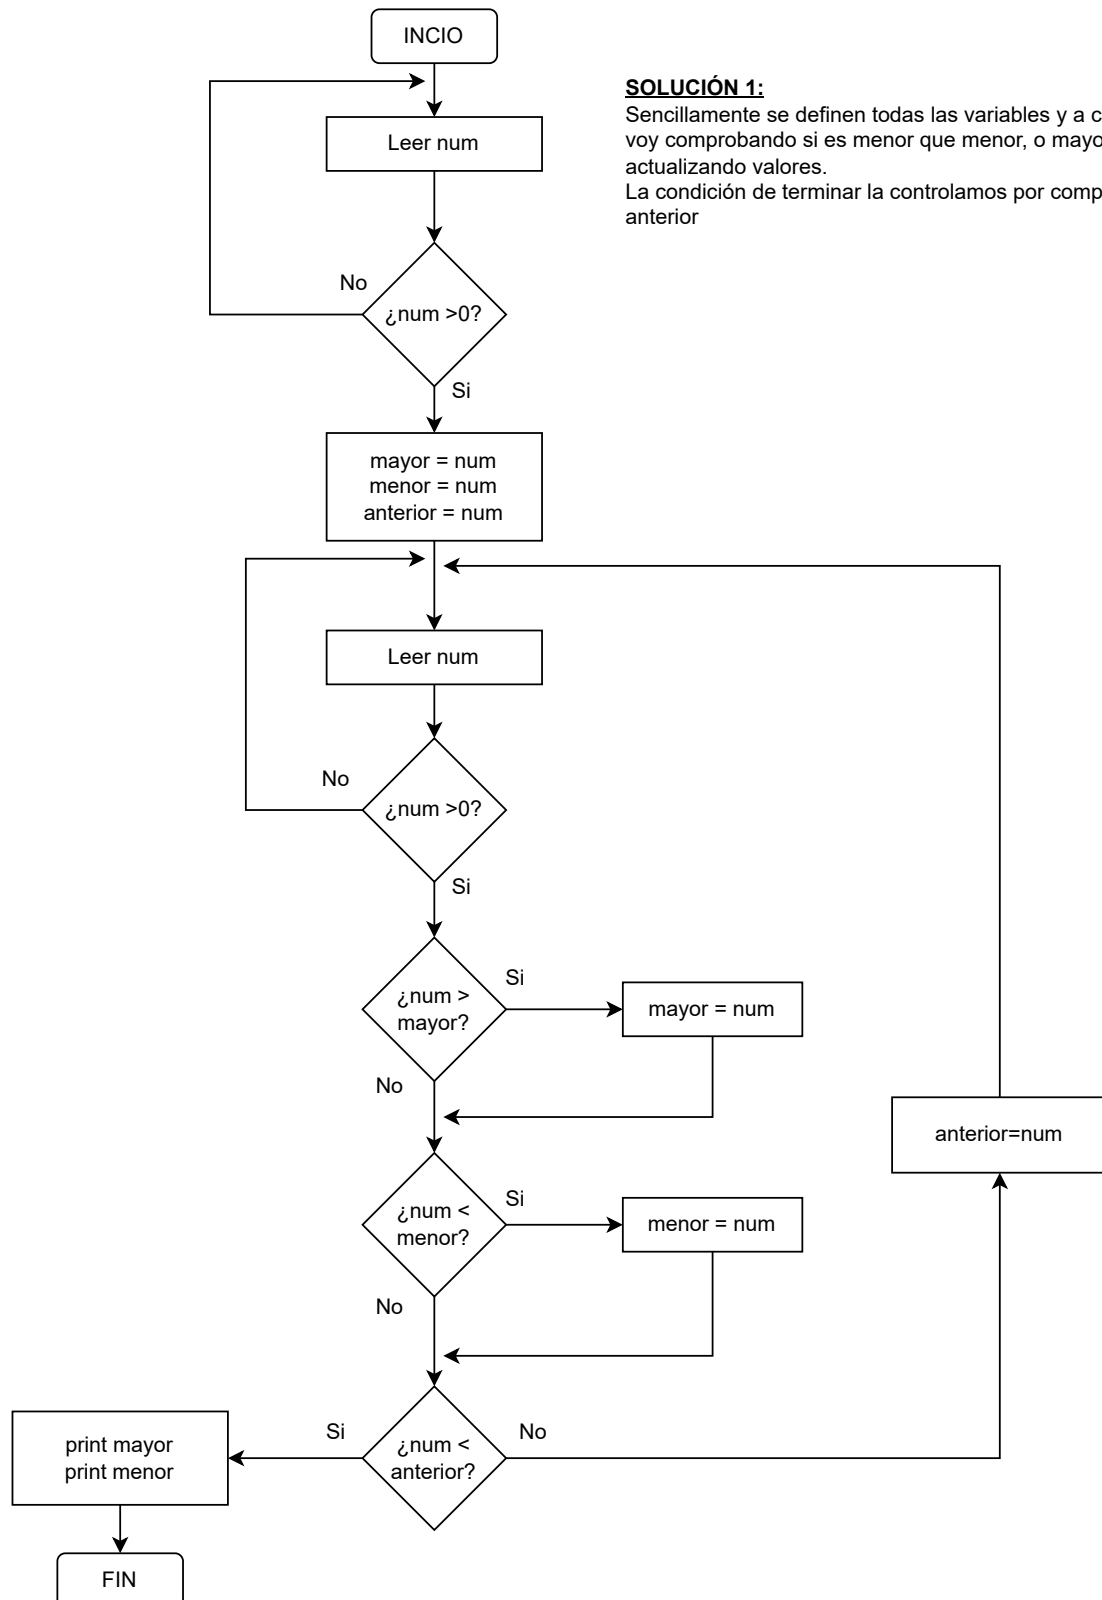 INCIO
SOLUCIÓN 1:
Sencillamente se definen todas las variables y a
voy comprobando si es menor que menor, o
actualizando valores.
La condición de terminar la controlamos por
anterior
Leer num
No
¿num >0?
Si
mayor = num
menor = num
anterior = num
Leer num
No
¿num >0?
Si
¿num >
mayor?
Si
mayor = num
No
anterior=num
¿num <
menor?
Si
menor = num
No
¿num <
anterior?
Si
No
print mayor
print menor
FIN